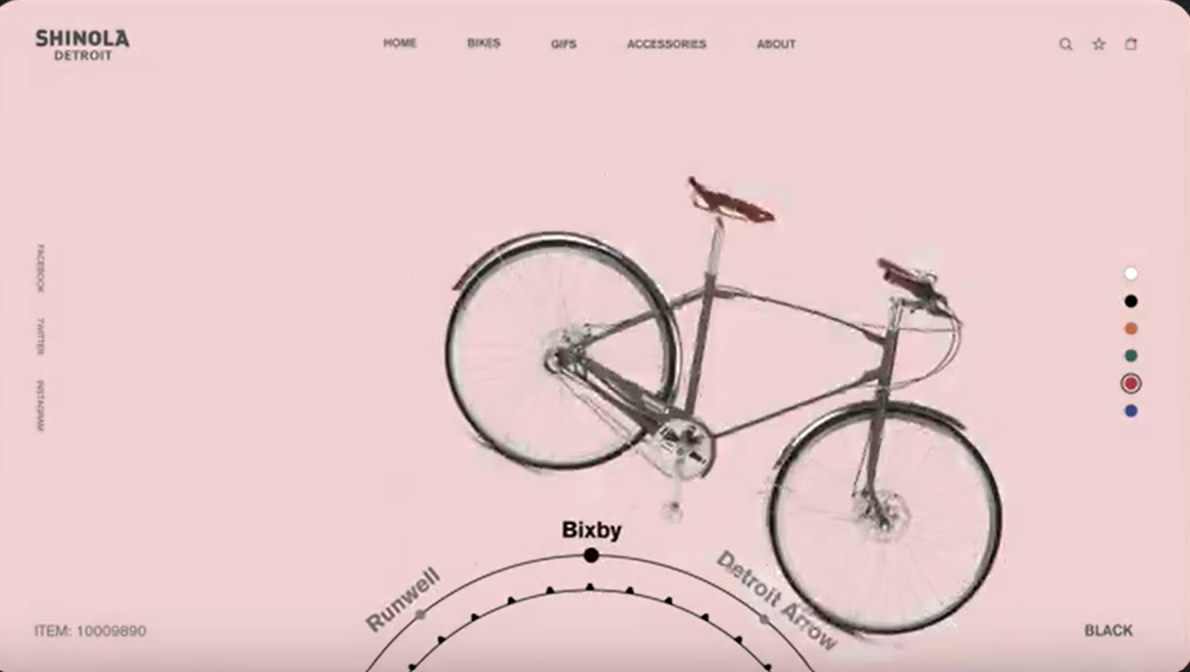 SHINOLA
DETROIT
HOME BIKES GIFS ACCESSORIES ABOUT
FACEBOOK
TWITTER
INSTAGRAM
Bixby
Runwell
Detroit Arrow
ITEM: 10009890
BLACK